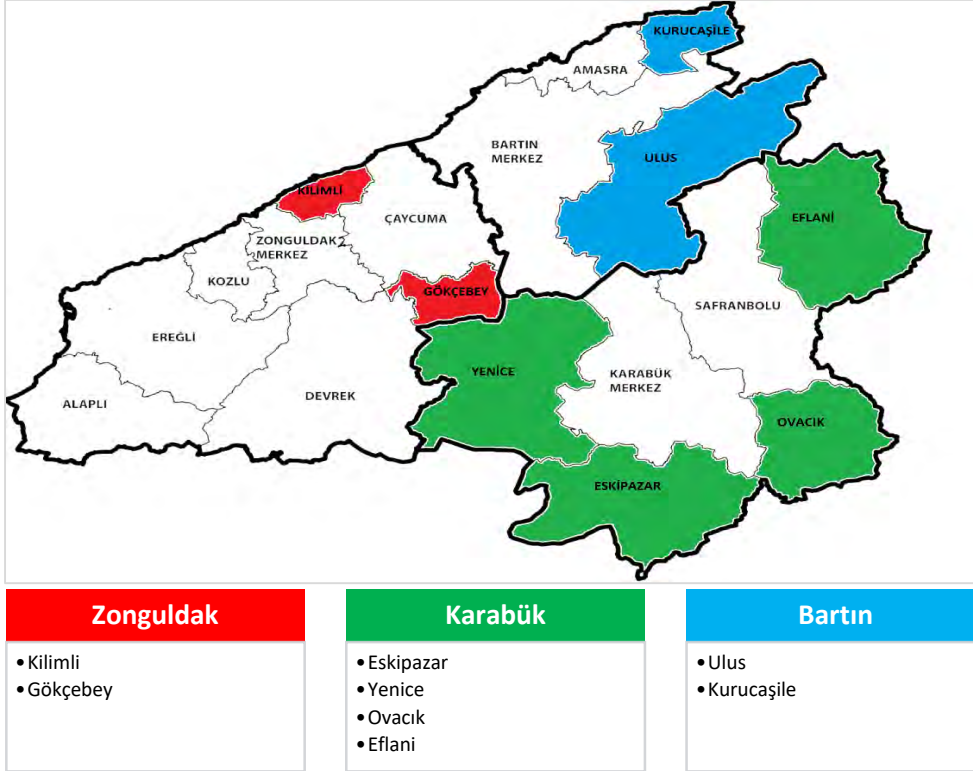 KURUCAŞİLE
AMASRA
BARTIN
MERKEZ
ULUS
KİLİMLİ
ÇAYCUMA
EFLANİ
ZONGULDAK
MERKEZ
KOZLU
GÖKÇEBEY
SAFRANBOLU
EREĞLİ
YENİCE
KARABÜK
MERKEZ
DEVREK
ALAPLI
OVACIK
ESKİPAZAR
Zonguldak
• Kilimli
• Gökçebey
Karabük
• Eskipazar
• Yenice
• Ovacık
• Eflani
Bartın
• Ulus
• Kurucaşile